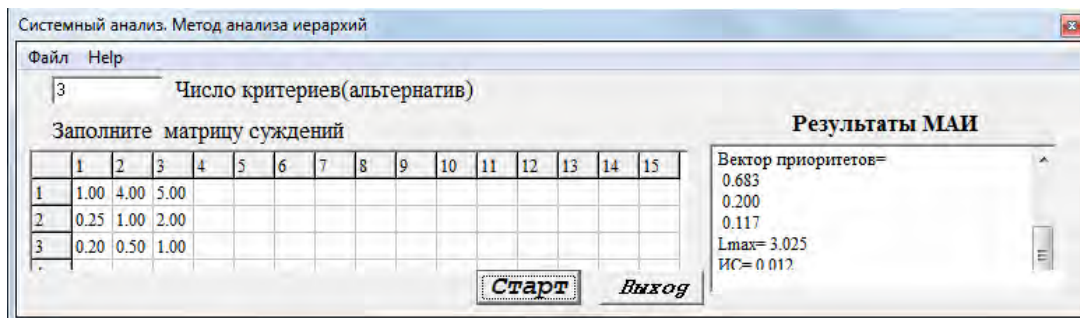 Системный анализ. Метод анализа иерархий
Файл Help
3 Число критериев(альтернатив)
Заполните матрицу суждений
1 2 3 4 5 6 7 8 9 10 11 12 13 14 15
1 1.00 4.00 5.00
2 0.25 1.00 2.00
3 0.20 0.50 1.00
Старт
Выход
Результаты МАИ
Вектор приоритетов=
0.683
0.200
0.117
Lmax= 3.025
ИС= 0.012